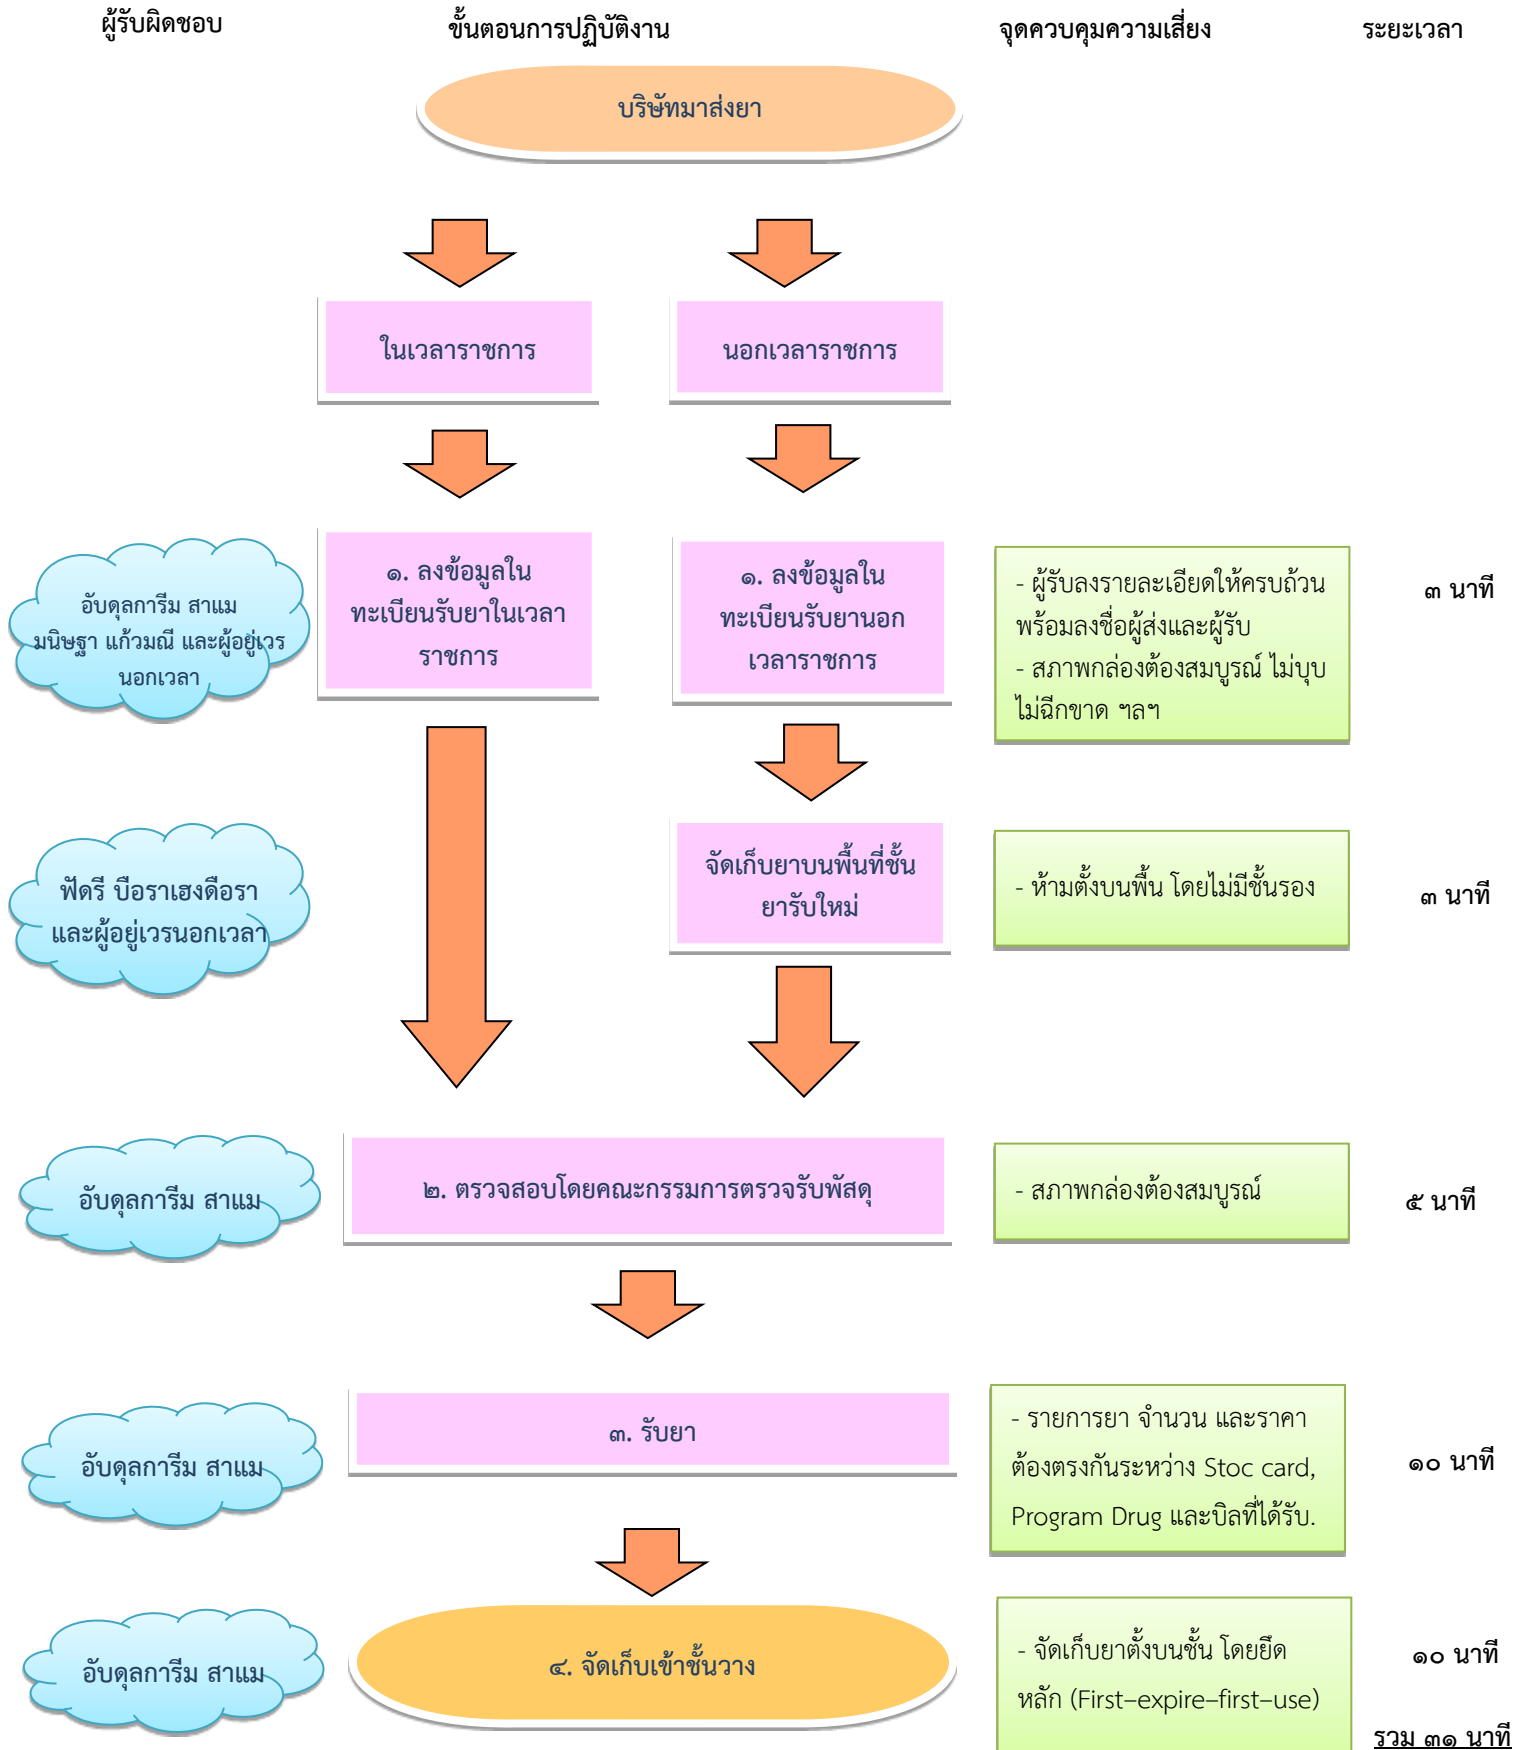 ผู้รับผิดชอบ ขั้นตอนการปฏิบัติงาน จุดควบคุมความเสี่ยง ระยะเวลา
บริษัทมาส่งยา
ในเวลาราชการ
นอกเวลาราชการ
อับดุลการีม สาแม
มนิษฐา แก้วมณี และผู้อยู่เวร
นอกเวลา
๑. ลงข้อมูลใน
ทะเบียนรับยาในเวลา
ราชการ
๑. ลงข้อมูลใน
ทะเบียนรับยานอก
เวลาราชการ
- ผู้รับลงรายละเอียดให้ครบถ้วน
พร้อมลงชื่อผู้ส่งและผู้รับ
- สภาพกล่องต้องสมบูรณ์ ไม่บุบ
ไม่ฉีกขาด ฯลฯ
๓ นาที
ฟัดรี บือราเฮงดือรา
และผู้อยู่เวรนอกเวลา
จัดเก็บยาบนพื้นที่ชั้น
ยารับใหม่
- ห้ามตั้งบนพื้น โดยไม่มีชั้นรอง
๓ นาที
อับดุลการีม สาแม
๒. ตรวจสอบโดยคณะกรรมการตรวจรับพัสดุ
- สภาพกล่องต้องสมบูรณ์
๕ นาที
อับดุลการีม สาแม
๓. รับยา
- รายการยา จำนวน และราคา
ต้องตรงกันระหว่าง Stoc card,
Program Drug และบิลที่ได้รับ.
๑๐ นาที
อับดุลการีม สาแม
๔. จัดเก็บเข้าชั้นวาง
- จัดเก็บยาตั้งบนชั้น โดยยึด
หลัก (First–expire–first–use)
๑๐ นาที
รวม ๓๑ นาที